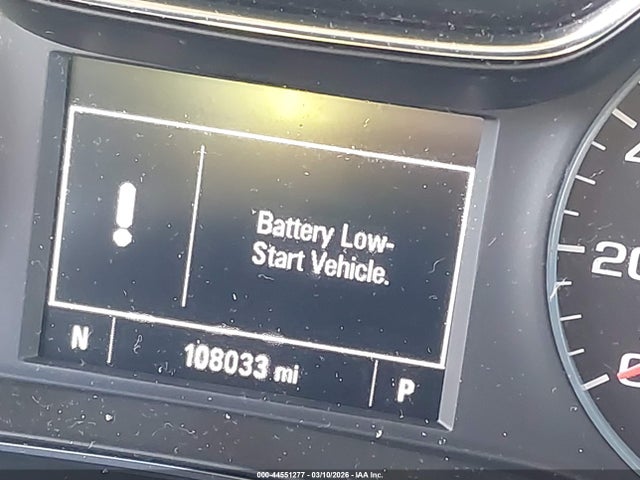 Battery Low-
Start Vehicle.
N 108033 mi P
20
000-44551277 - 03/10/2026 - IAA Inc.